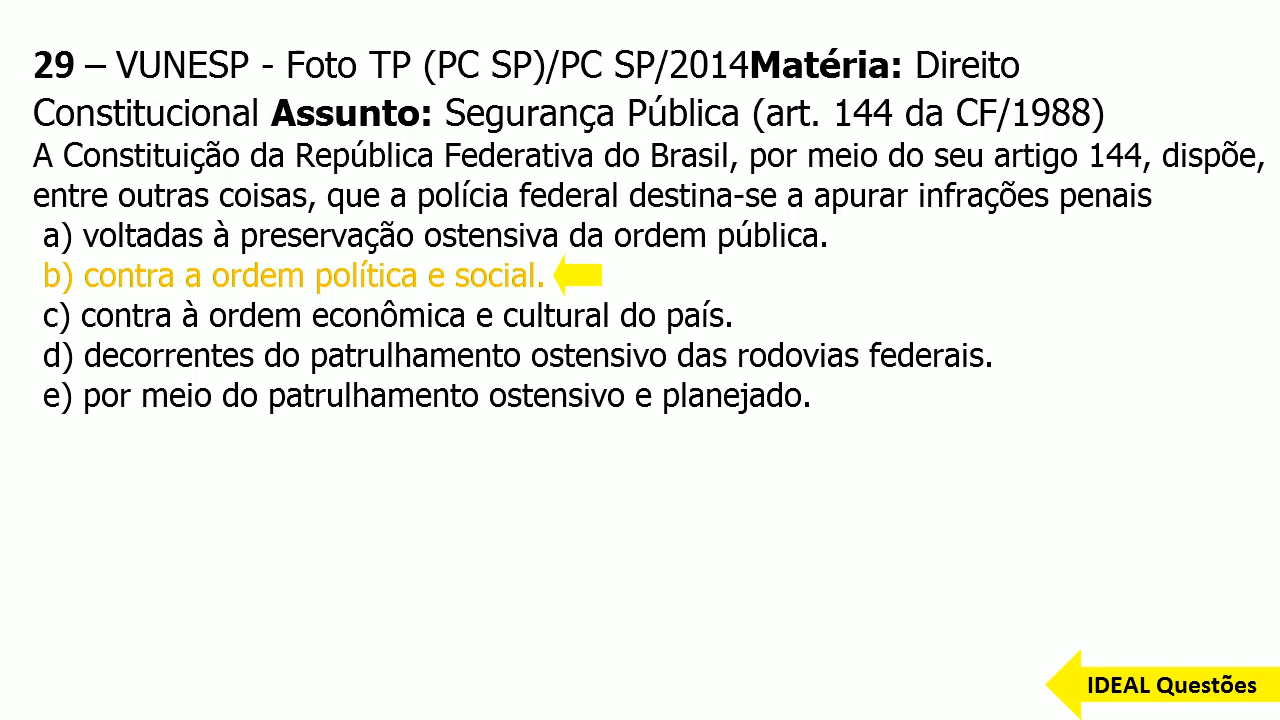 29 – VUNESP - Foto TP (PC SP)/PC SP/2014Matéria: Direito
Constitucional Assunto: Segurança Pública (art. 144 da CF/1988)
A Constituição da República Federativa do Brasil, por meio do seu artigo 144, dispõe,
entre outras coisas, que a polícia federal destina-se a apurar infrações penais
a) voltadas à preservação ostensiva da ordem pública.
b) contra a ordem política e social.
c) contra à ordem econômica e cultural do país.
d) decorrentes do patrulhamento ostensivo das rodovias federais.
e) por meio do patrulhamento ostensivo e planejado.
IDEAL Questões